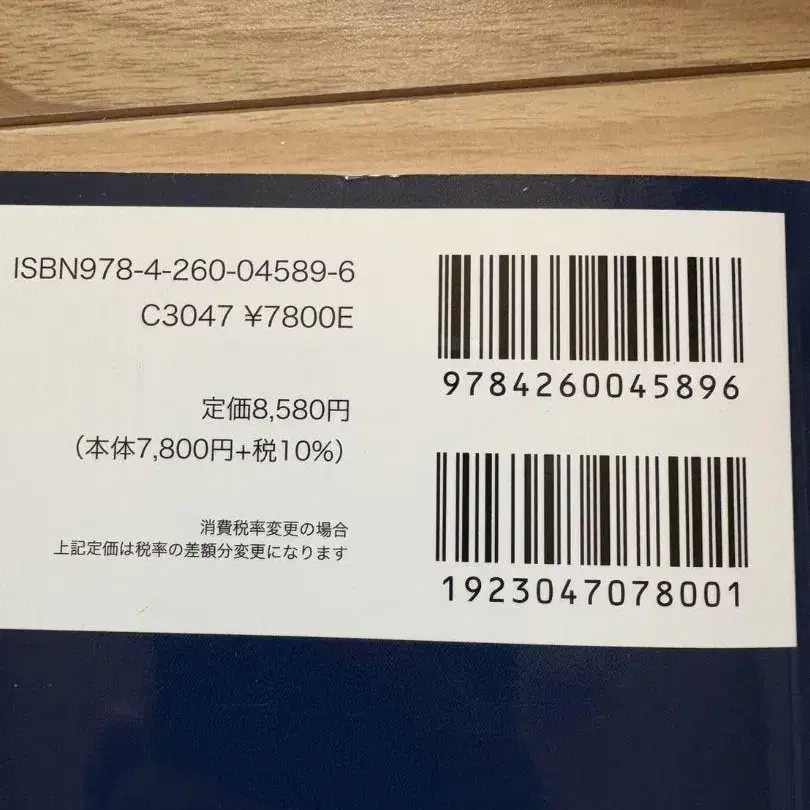 ISBN978-4-260-04589-6
C3047 ¥7800E
定価8,580円
(本体7,800円+税10%)
消費税率変更の場合
上記定価は税率の差額分変更になります
9784260045896
1923047078001